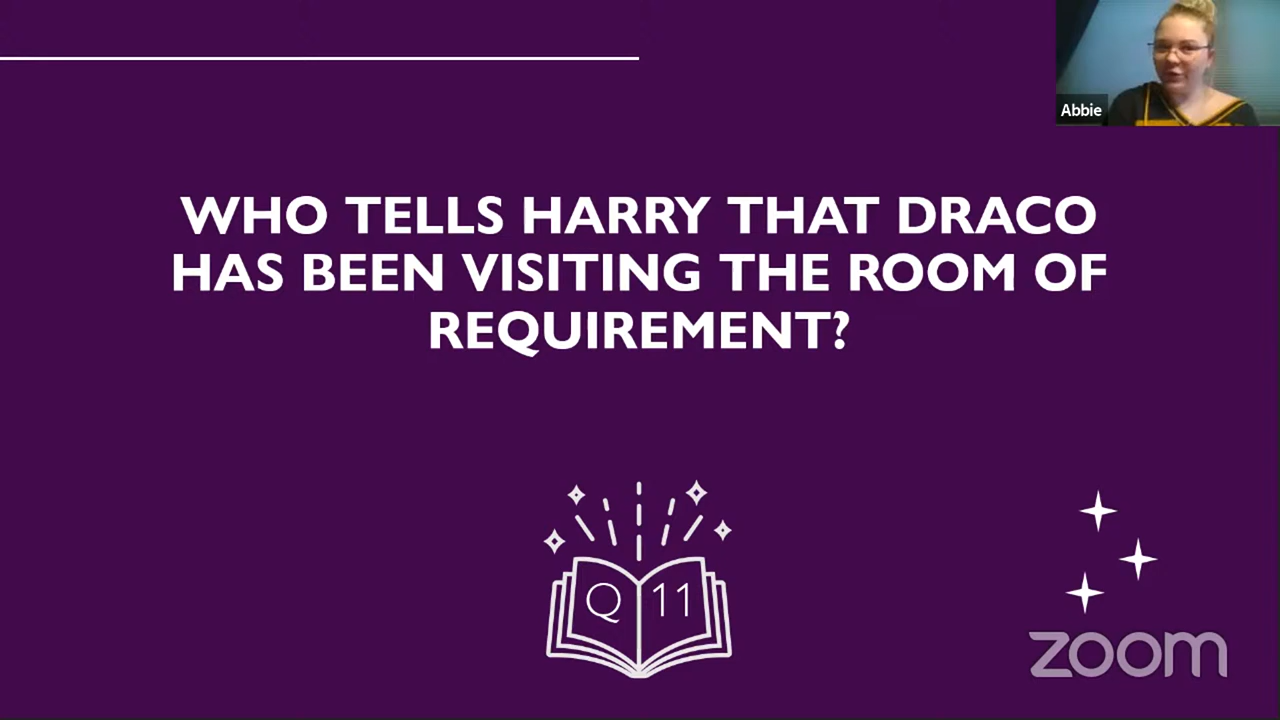 Abbie
WHO TELLS HARRY THAT DRACO
HAS BEEN VISITING THE ROOM OF
REQUIREMENT?
Q 11
zoom